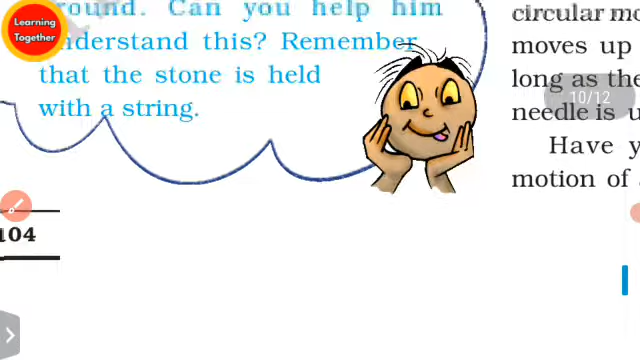 Learning
Together
around. Can you help him
understand this? Remember
that the stone is held
with a string.
104
circular mo
moves up
long as the
needle is u
Have y
motion of
10/12